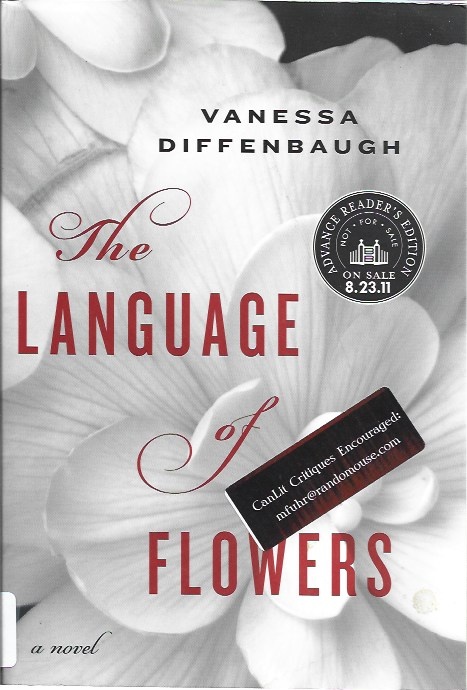 VANESSA
DIFFENBAUGH
The
ADVANCE READER'S EDITION
NOT · FOR · SALE
ON SALE
8.23.11
LANGUAGE
of
CanLit Critiques Encouraged:
mfuhr@randomouse.com
FLOWERS
a novel